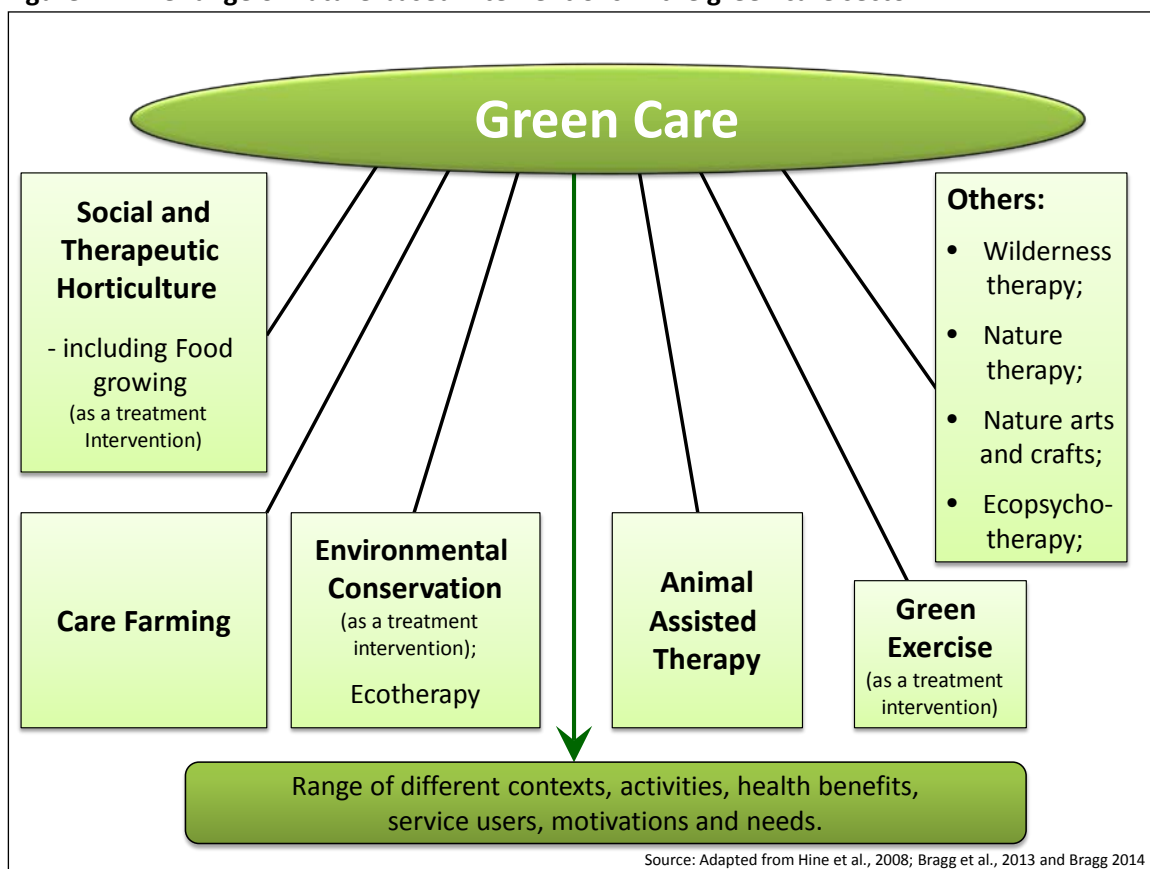 Green Care
Social and
Therapeutic
Horticulture
- including Food
growing
(as a treatment
Intervention)
Care Farming
Environmental
Conservation
(as a treatment
intervention);
Ecotherapy
Animal
Assisted
Therapy
Green
Exercise
(as a treatment
intervention)
Others:
• Wilderness
therapy;
• Nature
therapy;
• Nature arts
and crafts;
• Ecopsycho-
therapy;
Range of different contexts, activities, health benefits,
service users, motivations and needs.
Source: Adapted from Hine et al., 2008; Bragg et al., 2013 and Bragg 2014